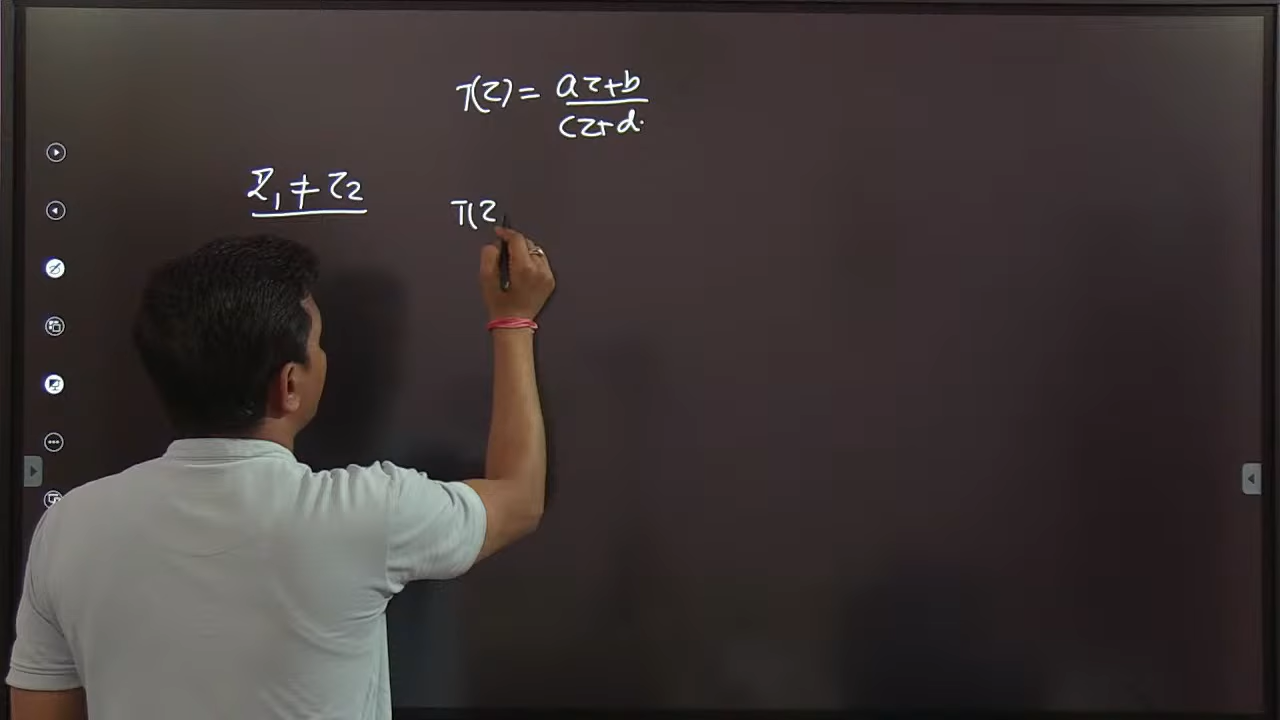 T(z) = az+b
cz+d.
z₁ ≠ z₂
T(z